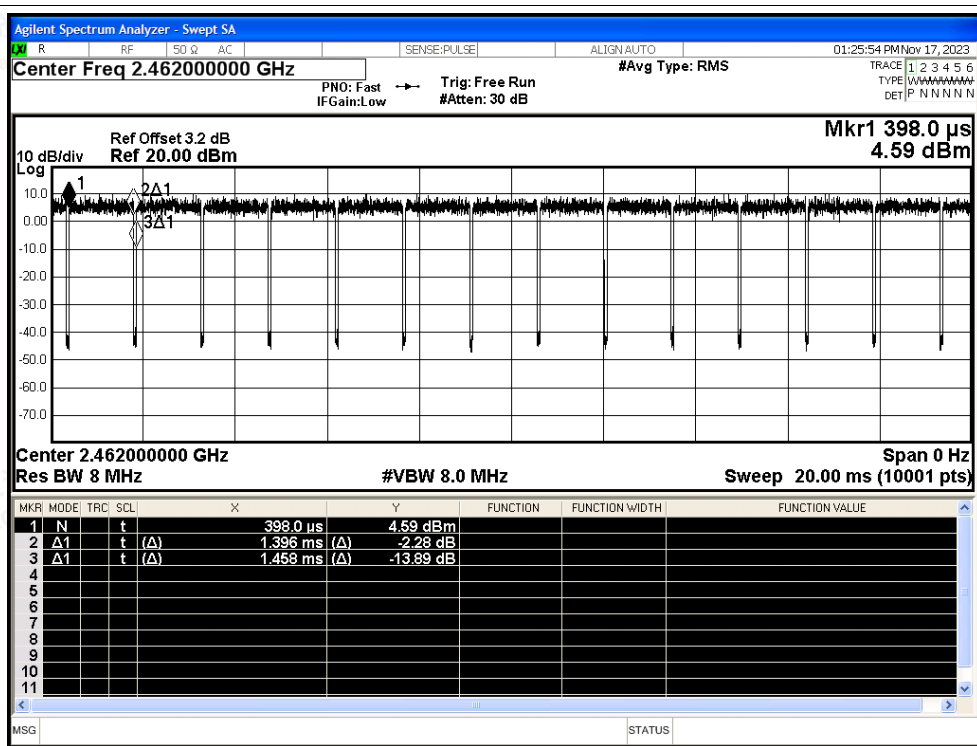 Agilent Spectrum Analyzer - Swept SA
LXI R RF 50 Ω AC SENSE:PULSE ALIGN AUTO 01:25:54 PM Nov 17, 2023
Center Freq 2.462000000 GHz #Avg Type: RMS TRACE 1 2 3 4 5 6
PNO: Fast Trig: Free Run TYPE WWWWWW
IFGain:Low #Atten: 30 dB DET P N N N N N
Ref Offset 3.2 dB Mkr1 398.0 µs
10 dB/div Ref 20.00 dBm 4.59 dBm
Log
10.0
0.00
-10.0
-20.0
-30.0
-40.0
-50.0
-60.0
-70.0
1
2Δ1
3Δ1
Center 2.462000000 GHz Span 0 Hz
Res BW 8 MHz #VBW 8.0 MHz Sweep 20.00 ms (10001 pts)
MKR MODE TRC SCL X Y FUNCTION FUNCTION WIDTH FUNCTION VALUE
1 N t 398.0 µs 4.59 dBm
2 Δ1 t (Δ) 1.396 ms (Δ) -2.28 dB
3 Δ1 t (Δ) 1.458 ms (Δ) -13.89 dB
4
5
6
7
8
9
10
11
MSG STATUS